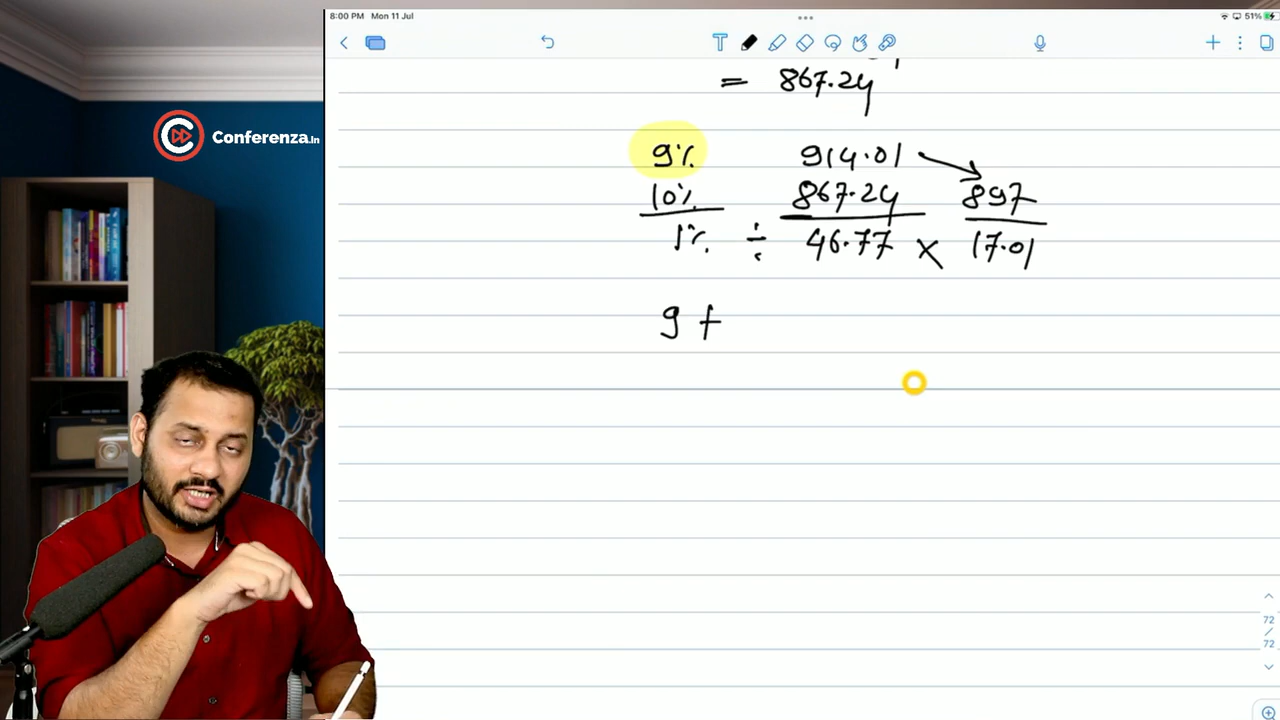 8:00 PM Mon 11 Jul
51%
T
Conferenza.in
= 867.24
9% 914.01
10% 867.24 897
1% ÷ 46.77 × 17.01
9 +
72
/
72